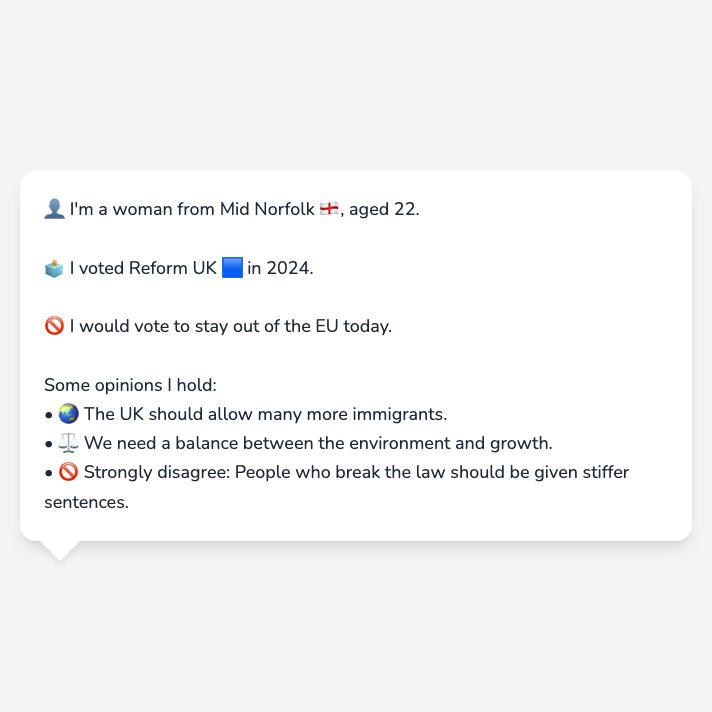 👤 I'm a woman from Mid Norfolk 🏴󠁧󠁢󠁥󠁮󠁧󠁿, aged 22.
🗳️ I voted Reform UK 🟦 in 2024.
🚫 I would vote to stay out of the EU today.
Some opinions I hold:
• 🌏 The UK should allow many more immigrants.
• ⚖️ We need a balance between the environment and growth.
• 🚫 Strongly disagree: People who break the law should be given stiffer
sentences.